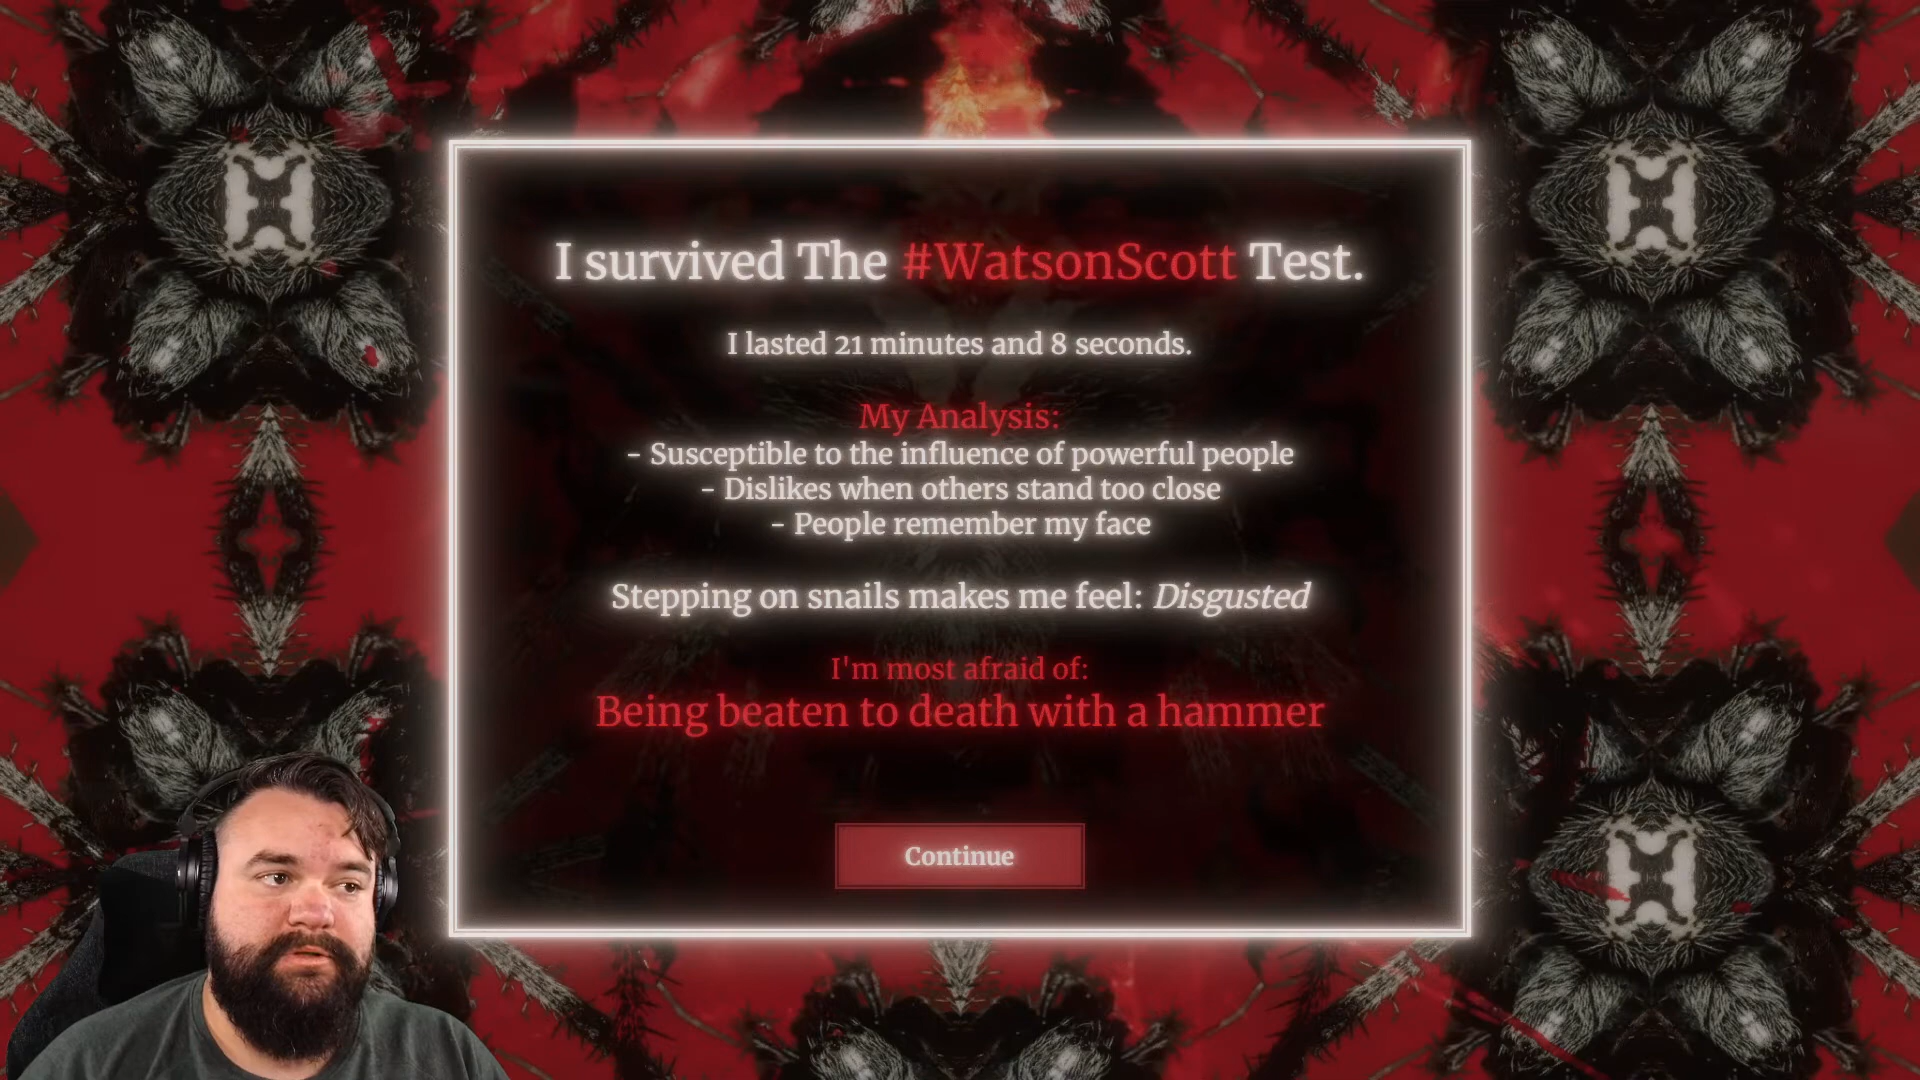 I survived The #WatsonScott Test.
I lasted 21 minutes and 8 seconds.
My Analysis:
- Susceptible to the influence of powerful people
- Dislikes when others stand too close
- People remember my face
Stepping on snails makes me feel: Disgusted
I'm most afraid of:
Being beaten to death with a hammer
Continue